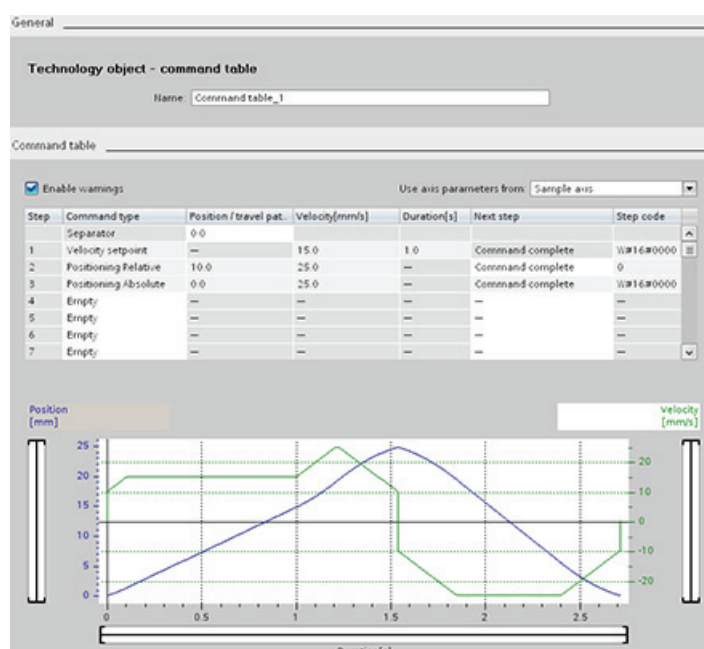 General
Technology object - command table
Name: Command table_1
Command table
Enable warnings Use axis parameters from: Sample axis
Step Command type Position / travel pat.. Velocity[mm/s] Duration[s] Next step Step code
Separator 0.0
1 Velocity setpoint — 15.0 1.0 Command complete W#16#0000
2 Positioning Relative 10.0 25.0 — Command complete 0
3 Positioning Absolute 0.0 25.0 — Command complete W#16#0000
4 Empty — — — — —
5 Empty — — — — —
6 Empty — — — — —
7 Empty — — — — —
Position Velocity
[mm] [mm/s]
25
20 20
15 10
10 0
5 -10
0 -20
0 0.5 1 1.5 2 2.5